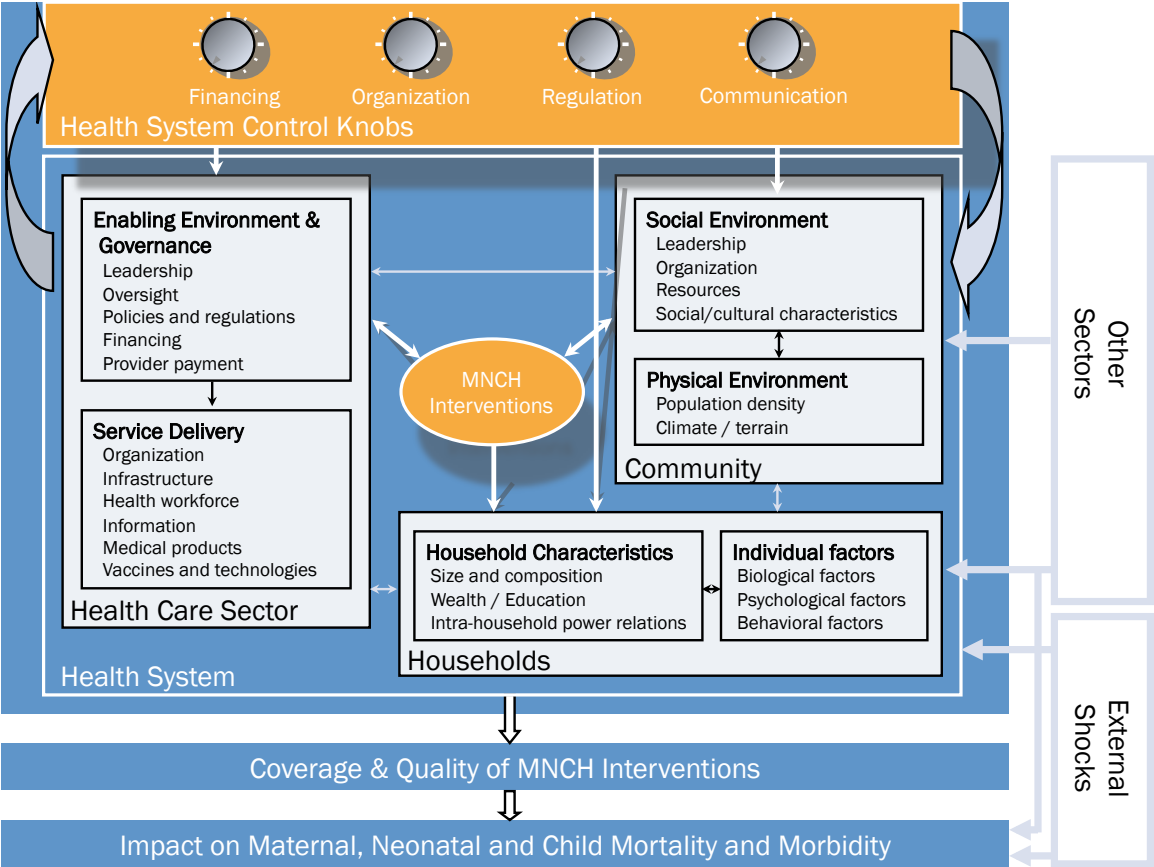 Financing
Organization
Regulation
Communication
Health System Control Knobs
Enabling Environment &
Governance
Leadership
Oversight
Policies and regulations
Financing
Provider payment
Service Delivery
Organization
Infrastructure
Health workforce
Information
Medical products
Vaccines and technologies
Health Care Sector
MNCH
Interventions
Social Environment
Leadership
Organization
Resources
Social/cultural characteristics
Physical Environment
Population density
Climate / terrain
Community
Household Characteristics
Size and composition
Wealth / Education
Intra-household power relations
Individual factors
Biological factors
Psychological factors
Behavioral factors
Households
Health System
Other
Sectors
External
Shocks
Coverage & Quality of MNCH Interventions
Impact on Maternal, Neonatal and Child Mortality and Morbidity